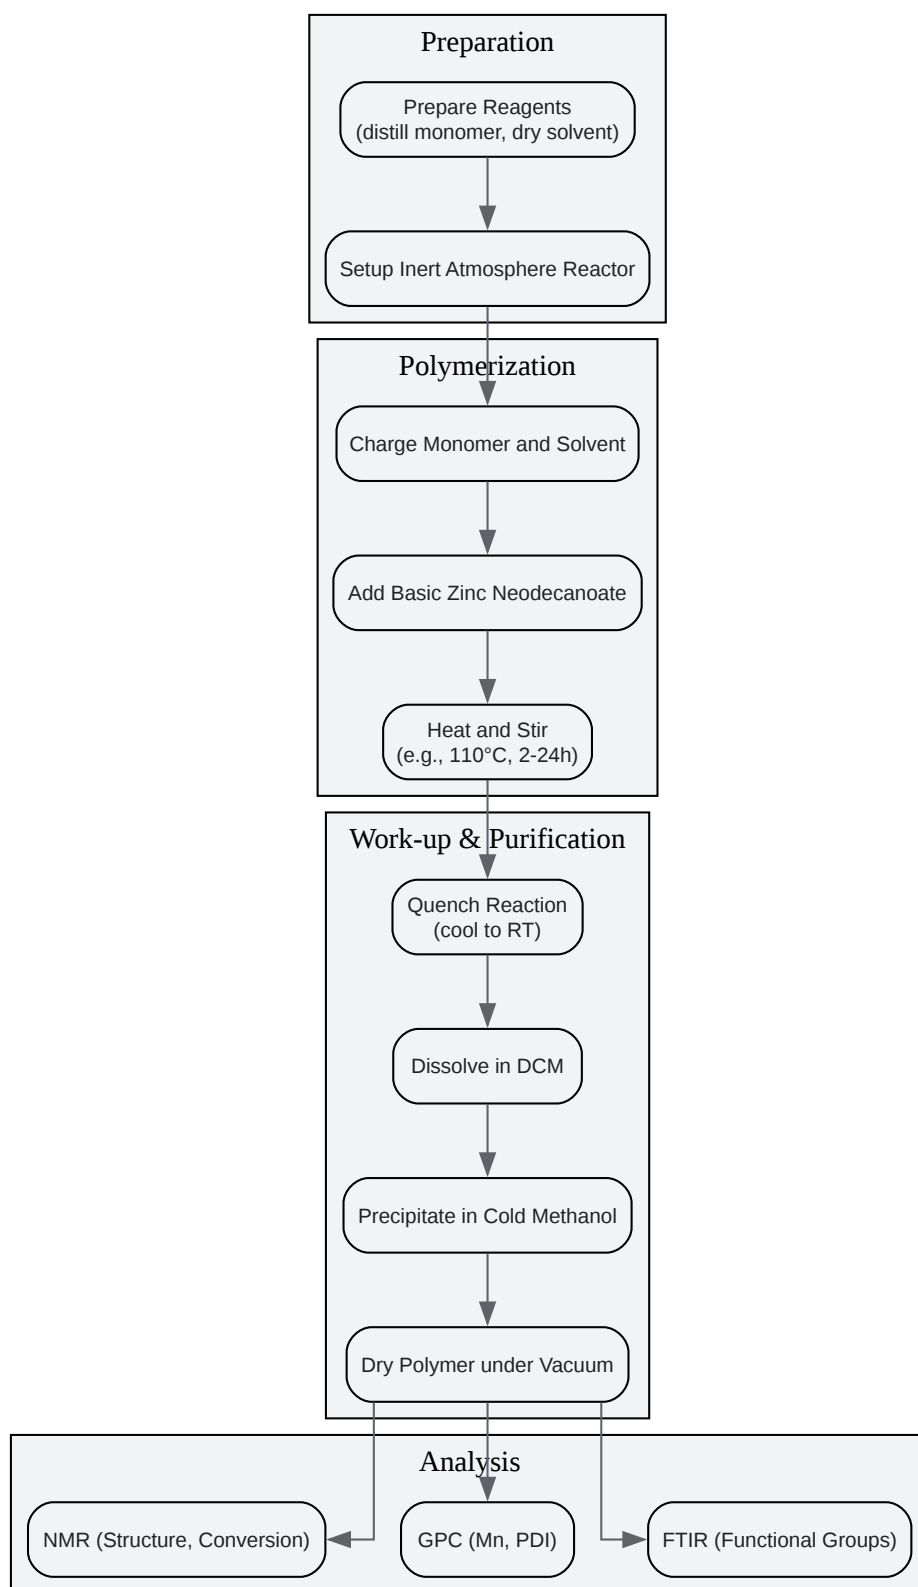 Preparation
Prepare Reagents
(distill monomer, dry solvent)
Setup Inert Atmosphere Reactor
Polymerization
Charge Monomer and Solvent
Add Basic Zinc Neodecanoate
Heat and Stir
(e.g., 110°C, 2-24h)
Work-up & Purification
Quench Reaction
(cool to RT)
Dissolve in DCM
Precipitate in Cold Methanol
Dry Polymer under Vacuum
Analysis
NMR (Structure, Conversion)
GPC (Mn, PDI)
FTIR (Functional Groups)